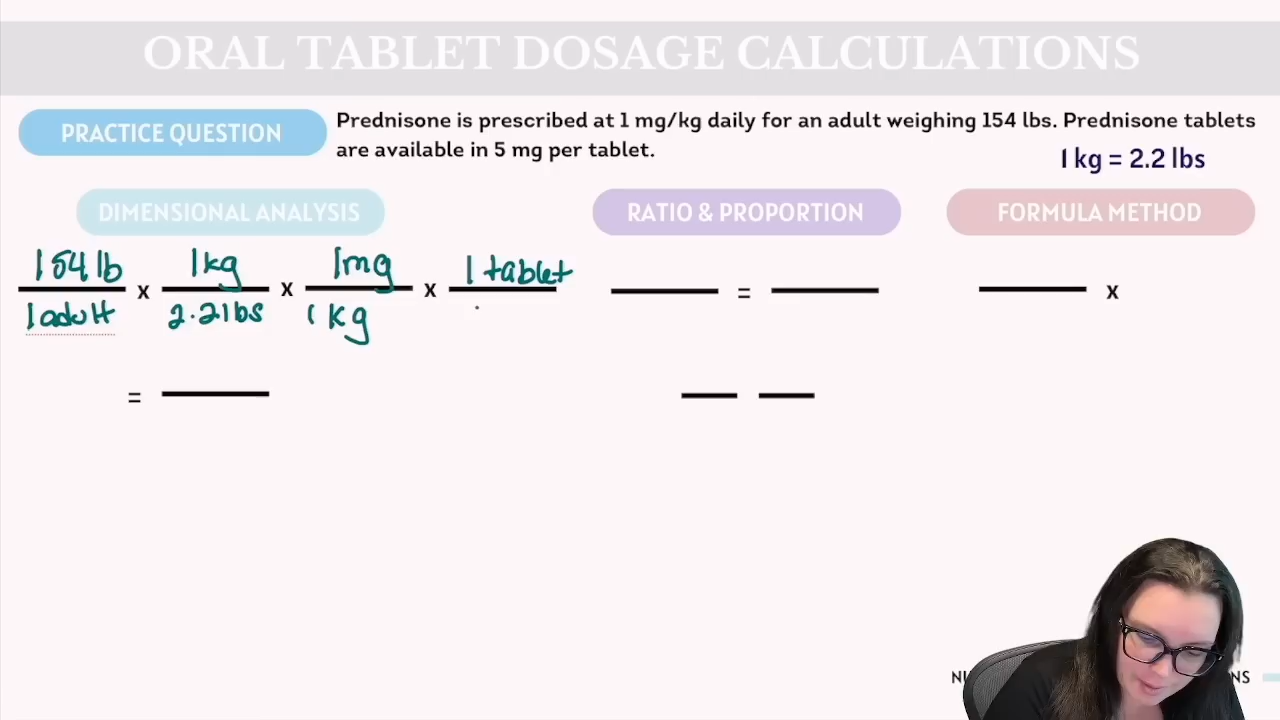 ORAL TABLET DOSAGE CALCULATIONS
PRACTICE QUESTION
Prednisone is prescribed at 1 mg/kg daily for an adult weighing 154 lbs. Prednisone tablets
are available in 5 mg per tablet.
1 kg = 2.2 lbs
DIMENSIONAL ANALYSIS
RATIO & PROPORTION
FORMULA METHOD
154 lb x 1 kg x 1mg x 1 tablet
1 adult 2.2 lbs 1 kg
=
=
x